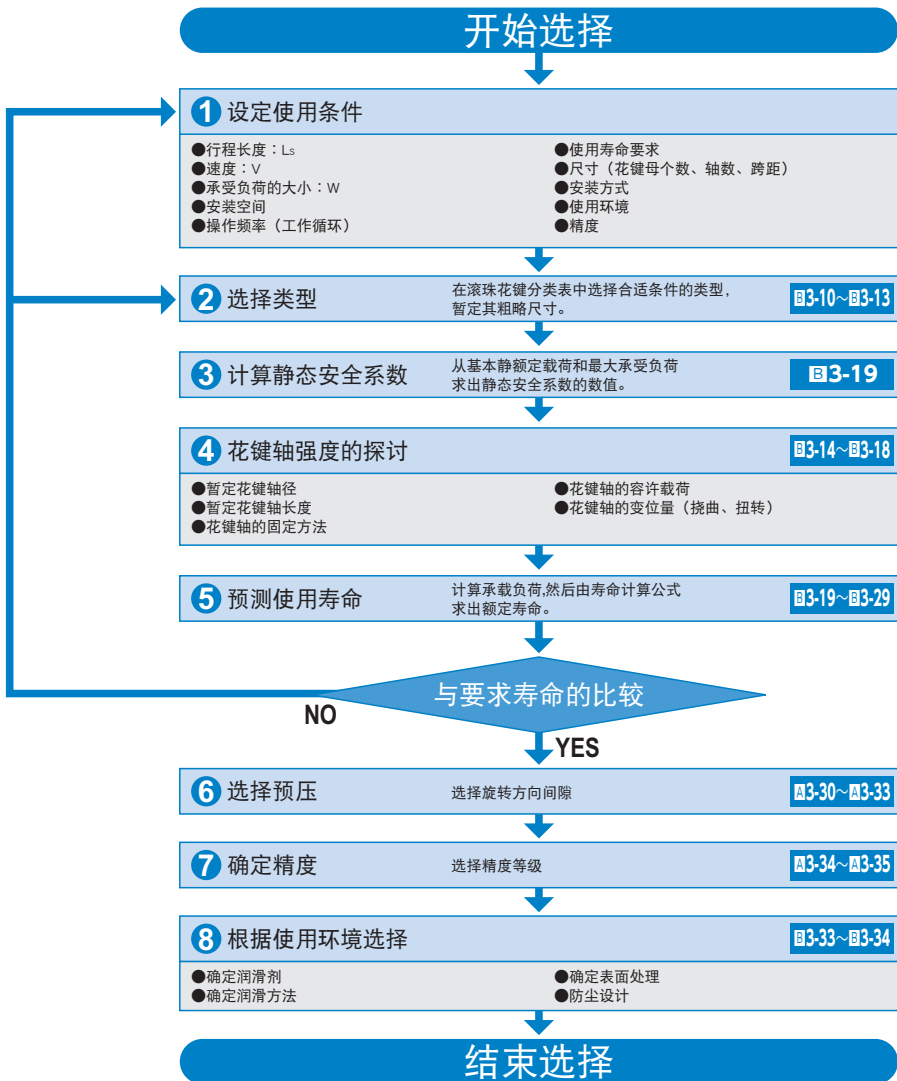 开始选择
1 设定使用条件
●行程长度：Ls
●速度：V
●承受负荷的大小：W
●安装空间
●操作频率（工作循环）
●使用寿命要求
●尺寸（花键母个数、轴数、跨距）
●安装方式
●使用环境
●精度
2 选择类型
在滚珠花键分类表中选择合适条件的类型，
暂定其粗略尺寸。
B3-10～B3-13
3 计算静态安全系数
从基本静额定载荷和最大承受负荷
求出静态安全系数的数值。
B3-19
4 花键轴强度的探讨
B3-14～B3-18
●暂定花键轴径
●暂定花键轴长度
●花键轴的固定方法
●花键轴的容许载荷
●花键轴的变位量（挠曲、扭转）
5 预测使用寿命
计算承载负荷,然后由寿命计算公式
求出额定寿命。
B3-19～B3-29
与要求寿命的比较
NO
YES
6 选择预压
选择旋转方向间隙
A3-30～A3-33
7 确定精度
选择精度等级
A3-34～A3-35
8 根据使用环境选择
B3-33～B3-34
●确定润滑剂
●确定润滑方法
●确定表面处理
●防尘设计
结束选择